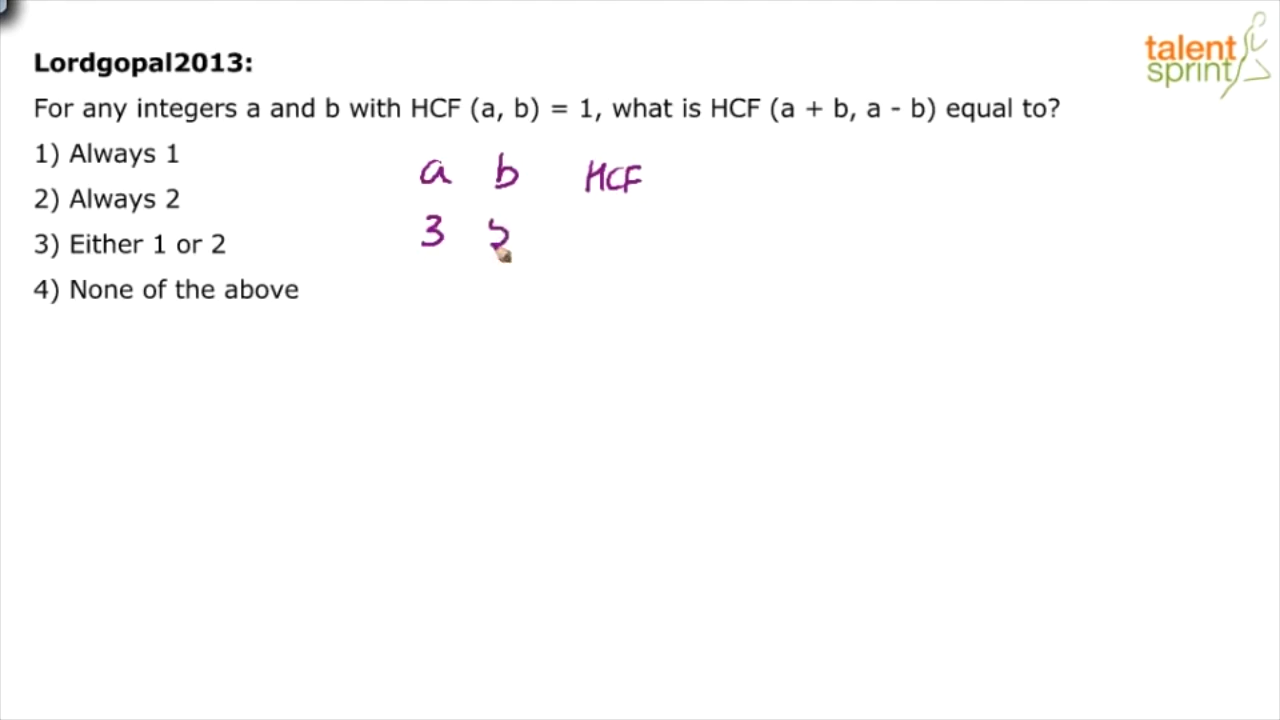 talent
sprint
Lordgopal2013:
For any integers a and b with HCF (a, b) = 1, what is HCF (a + b, a - b) equal to?
1) Always 1
2) Always 2
3) Either 1 or 2
4) None of the above
a b HCF
3